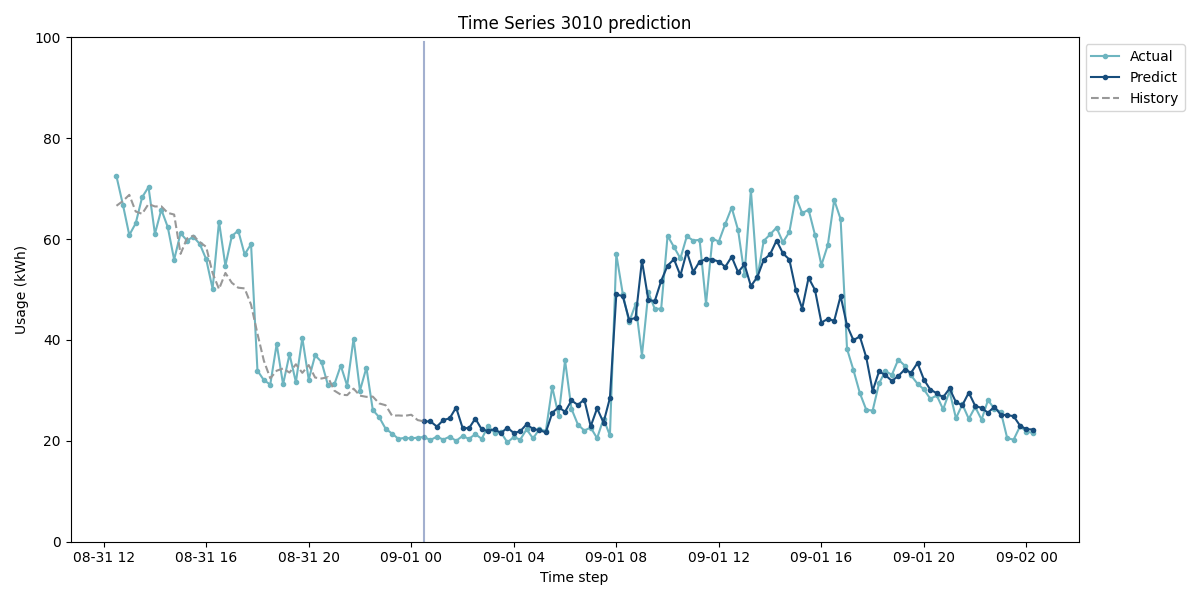 Time Series 3010 prediction
100
80
60
40
20
0
Usage (kWh)
08-31 12 08-31 16 08-31 20 09-01 00 09-01 04 09-01 08 09-01 12 09-01 16 09-01 20 09-02 00
Time step
Actual
Predict
History